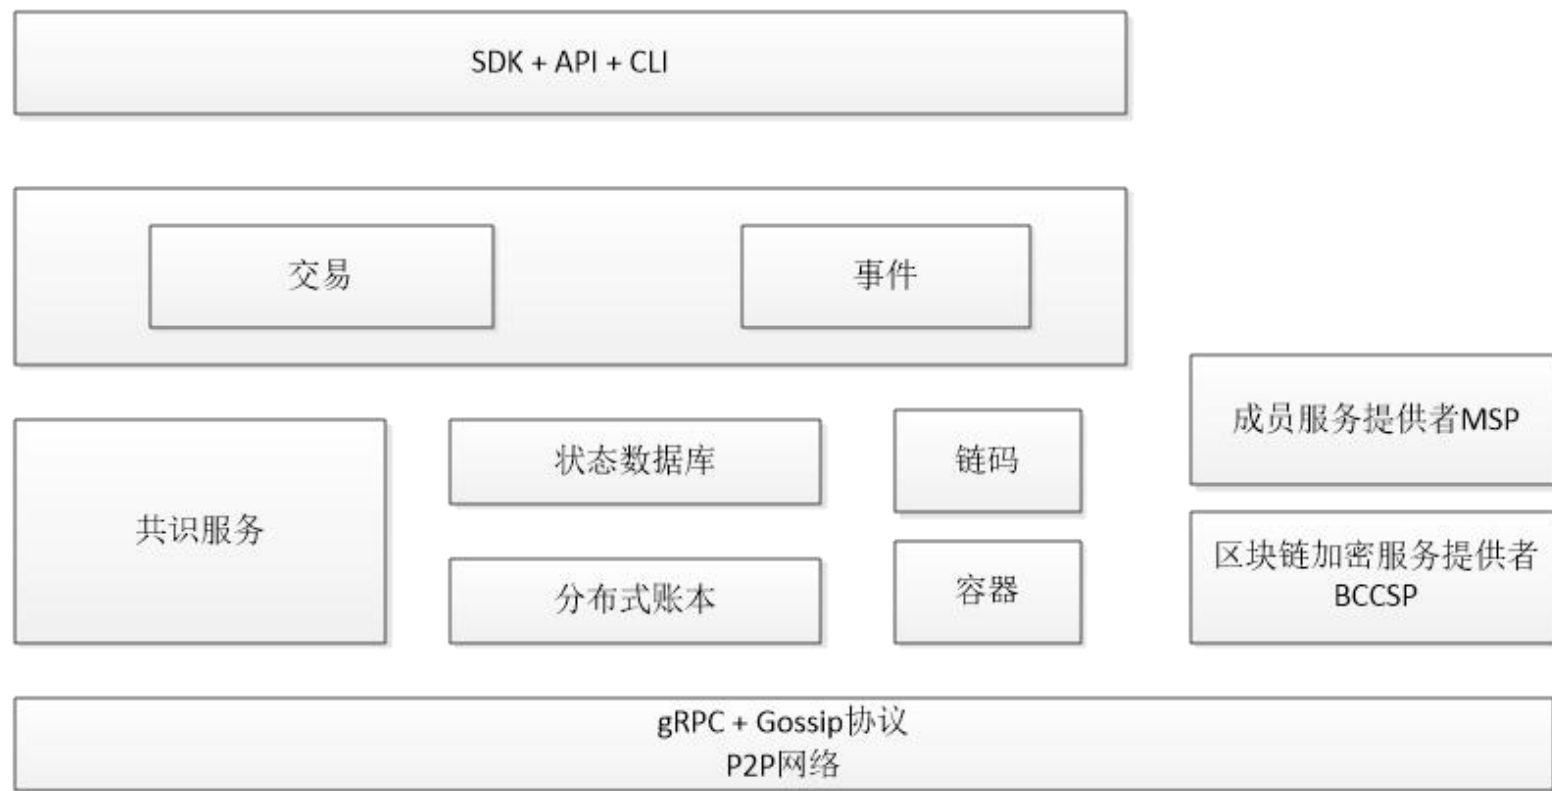 SDK + API + CLI
交易
事件
成员服务提供者MSP
共识服务
状态数据库
链码
分布式账本
容器
区块链加密服务提供者
BCCSP
gRPC + Gossip协议
P2P网络